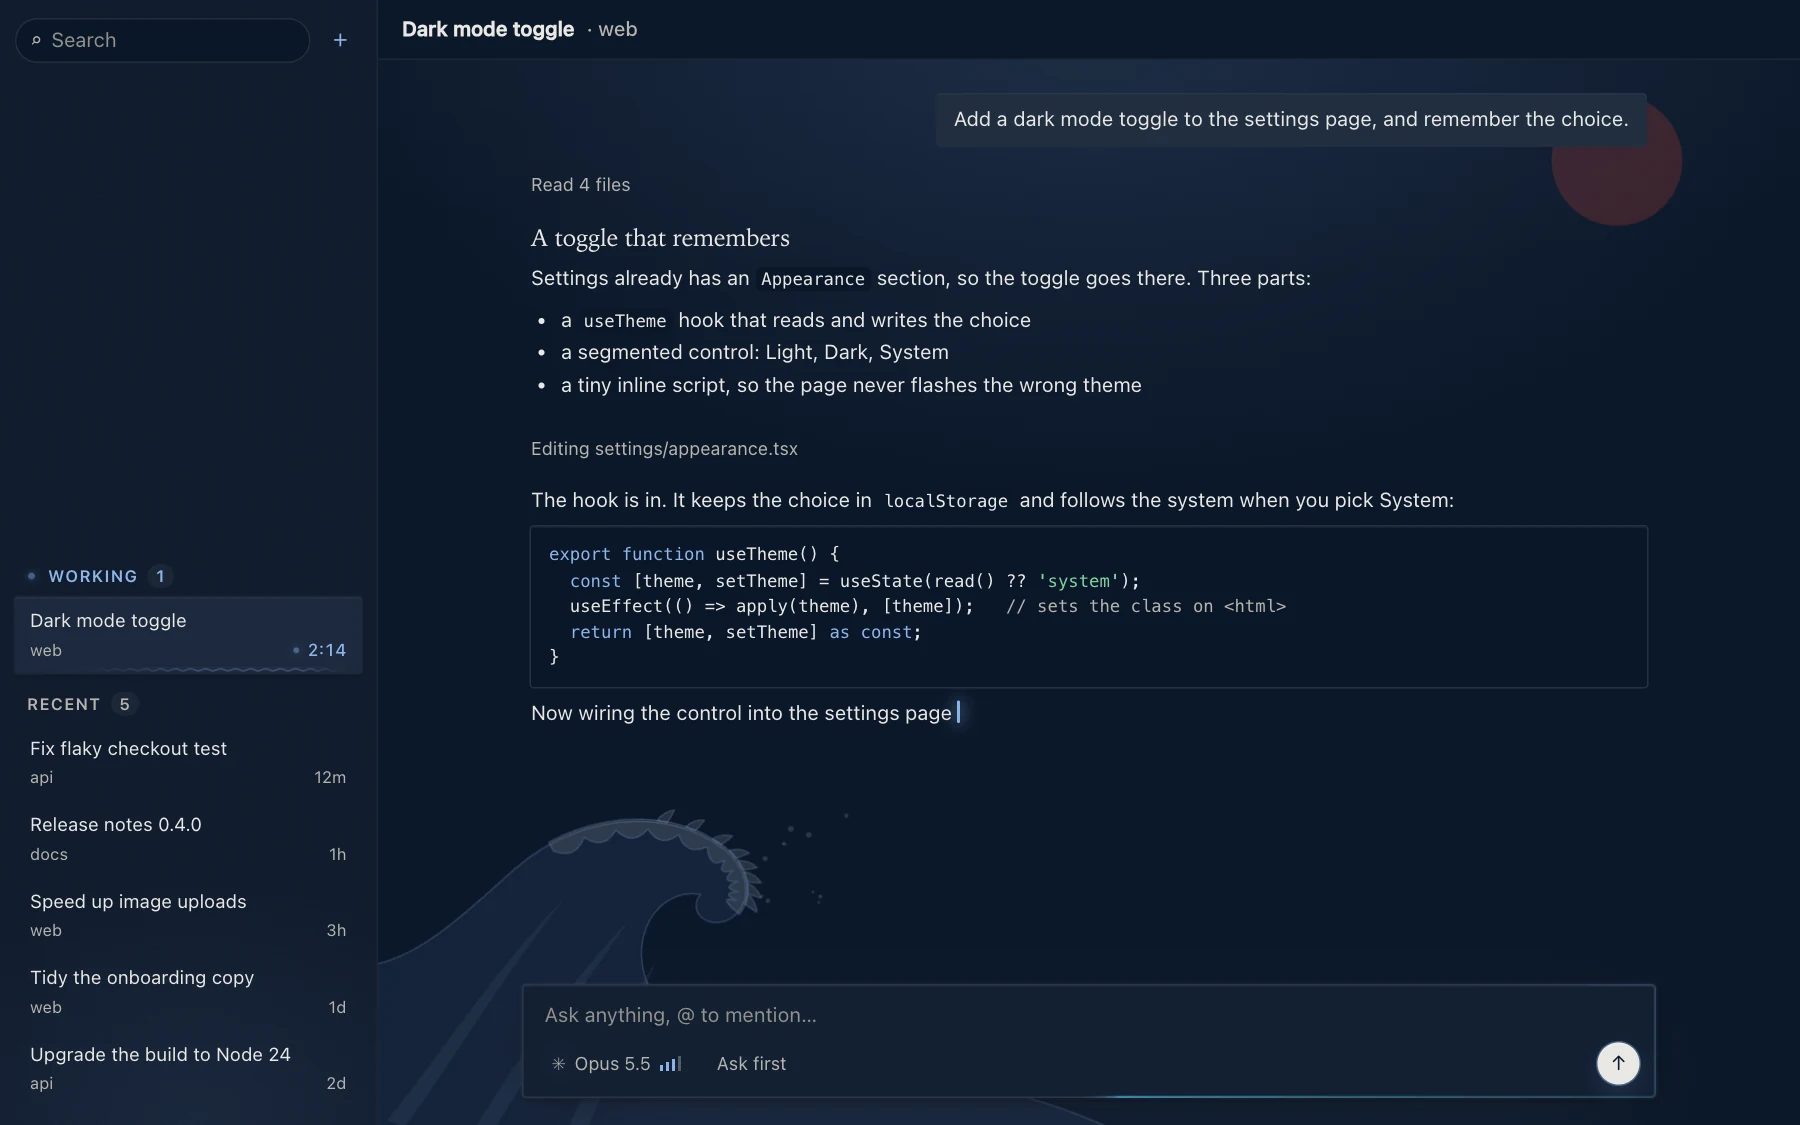 Search
+
Dark mode toggle · web
Add a dark mode toggle to the settings page, and remember the choice.
Read 4 files
A toggle that remembers
Settings already has an Appearance section, so the toggle goes there. Three parts:
• a useTheme hook that reads and writes the choice
• a segmented control: Light, Dark, System
• a tiny inline script, so the page never flashes the wrong theme
Editing settings/appearance.tsx
The hook is in. It keeps the choice in localStorage and follows the system when you pick System:
export function useTheme() {
  const [theme, setTheme] = useState(read() ?? 'system');
  useEffect(() => apply(theme), [theme]);   // sets the class on <html>
  return [theme, setTheme] as const;
}
Now wiring the control into the settings page
WORKING 1
Dark mode toggle
web 2:14
RECENT 5
Fix flaky checkout test
api 12m
Release notes 0.4.0
docs 1h
Speed up image uploads
web 3h
Tidy the onboarding copy
web 1d
Upgrade the build to Node 24
api 2d
Ask anything, @ to mention...
Opus 5.5 Ask first